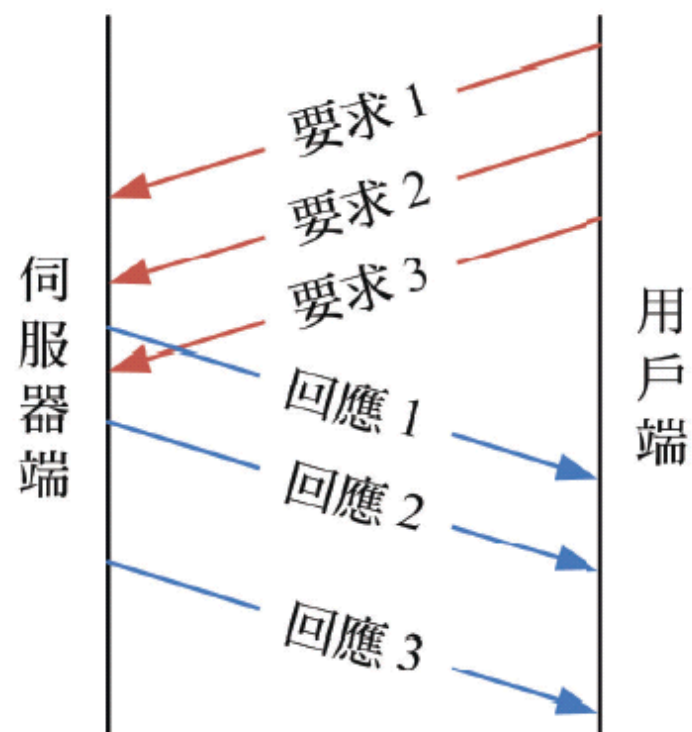 要求 1
要求 2
要求 3
伺服器端
用戶端
回應 1
回應 2
回應 3